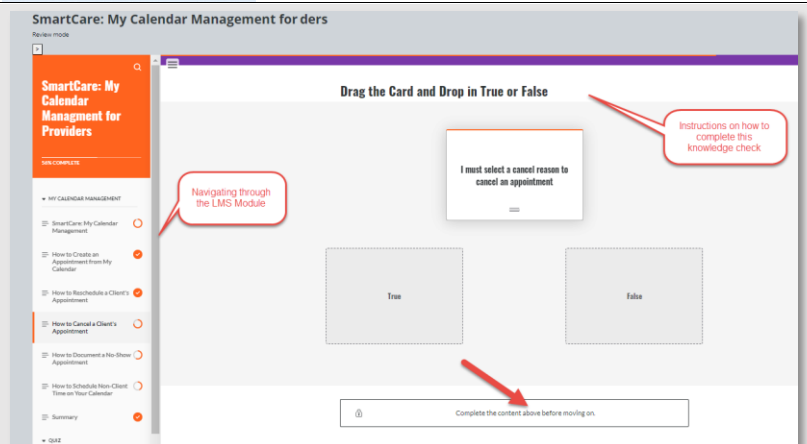 SmartCare: My Calendar Management for ders
Review mode
>
SmartCare: My
Calendar
Managment for
Providers
56% COMPLETE
MY CALENDAR MANAGEMENT
SmartCare: My Calendar
Management
How to Create an
Appointment from My
Calendar
How to Reschedule a Client's
Appointment
How to Cancel a Client's
Appointment
How to Document a No-Show
Appointment
How to Schedule Non-Client
Time on Your Calendar
Summary
QUIZ
Navigating through
the LMS Module
Drag the Card and Drop in True or False
Instructions on how to
complete this
knowledge check
I must select a cancel reason to
cancel an appointment
True
False
Complete the content above before moving on.